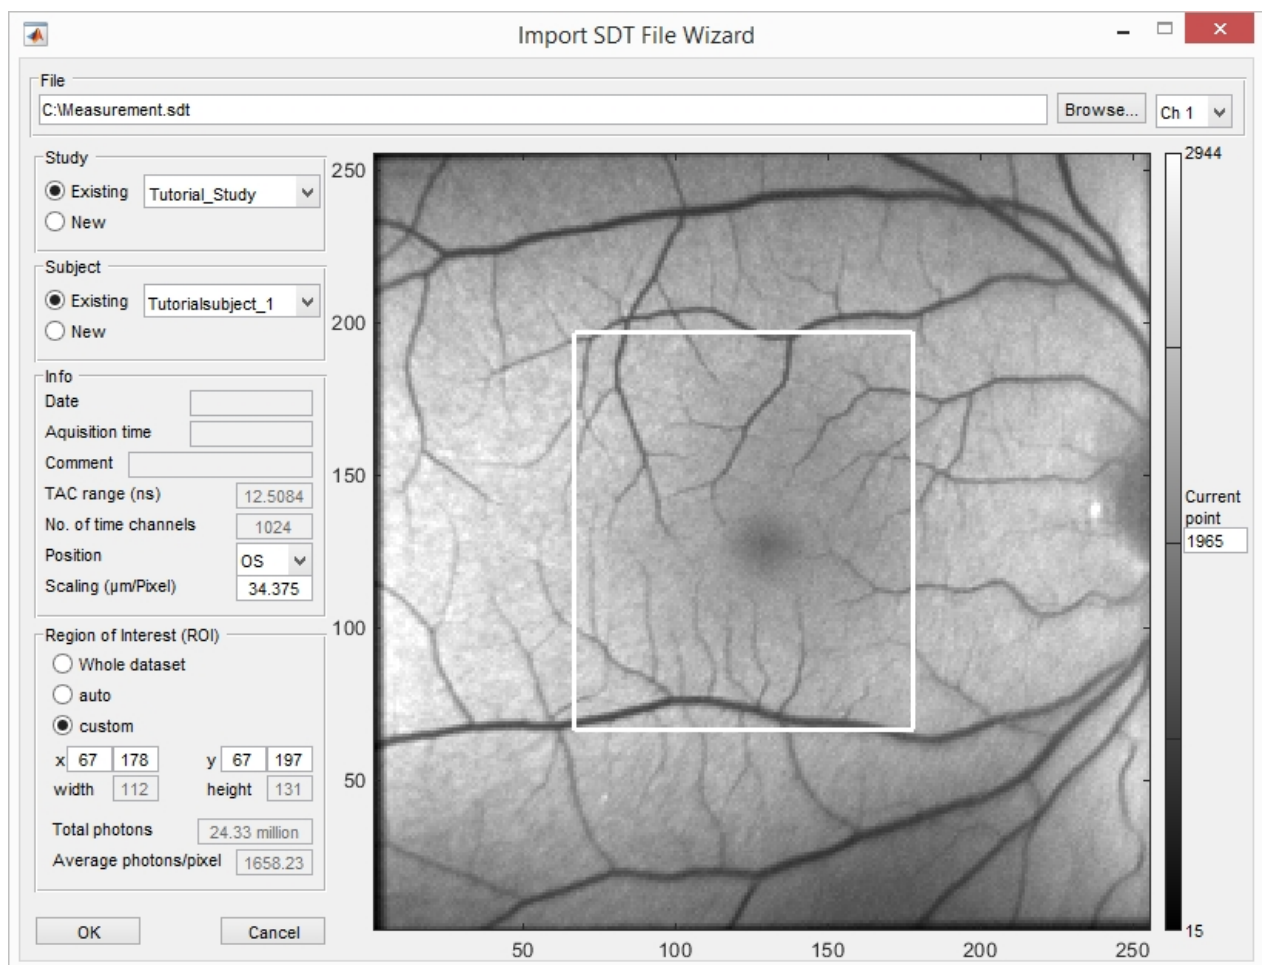 Import SDT File Wizard
File
C:\Measurement.sdt
Browse...
Ch 1
Study
Existing
Tutorial_Study
New
Subject
Existing
Tutorialsubject_1
New
Info
Date
Aquisition time
Comment
TAC range (ns)
12.5084
No. of time channels
1024
Position
OS
Scaling (µm/Pixel)
34.375
Region of Interest (ROI)
Whole dataset
auto
custom
x 67 178 y 67 197
width 112 height 131
Total photons 24.33 million
Average photons/pixel 1658.23
OK
Cancel
250
200
150
100
50
50 100 150 200 250
2944
Current
point
1965
15